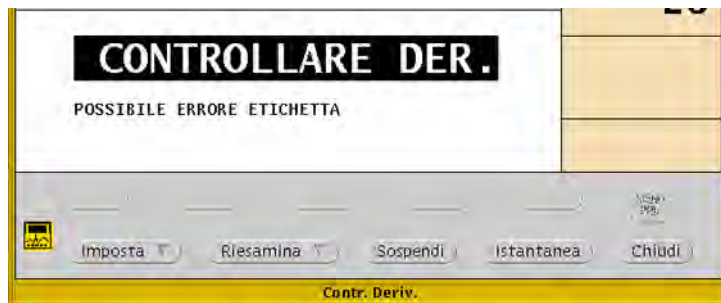 CONTROLLARE DER.
POSSIBILE ERRORE ETICHETTA
Imposta
Riesamina
Sospendi
Istantanea
Chiudi
Contr. Deriv.